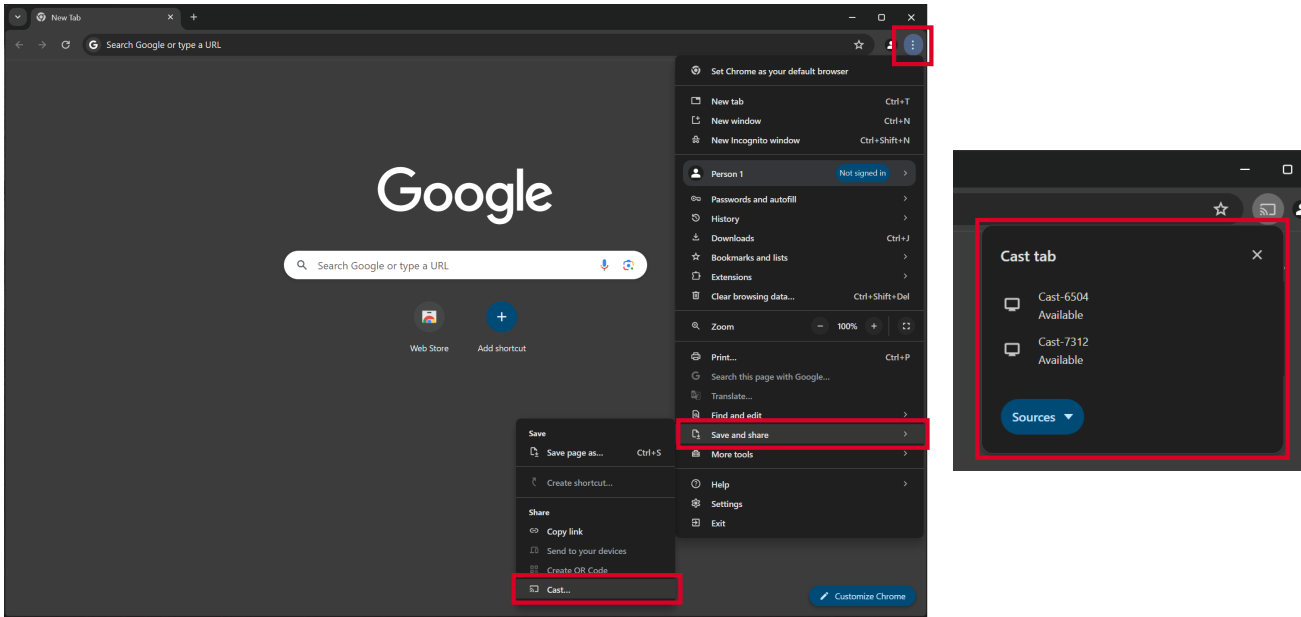 New Tab
Search Google or type a URL
Set Chrome as your default browser
New tab Ctrl+T
New window Ctrl+N
New Incognito window Ctrl+Shift+N
Person 1 Not signed in
Passwords and autofill
History
Downloads Ctrl+J
Bookmarks and lists
Extensions
Clear browsing data... Ctrl+Shift+Del
Zoom − 100% +
Print... Ctrl+P
Search this page with Google...
Translate...
Find and edit
Save and share
More tools
Help
Settings
Exit
Google
Search Google or type a URL
Web Store Add shortcut
Save
Save page as... Ctrl+S
Create shortcut...
Share
Copy link
Send to your devices
Create QR Code
Cast...
Customize Chrome
Cast tab
Cast-6504
Available
Cast-7312
Available
Sources